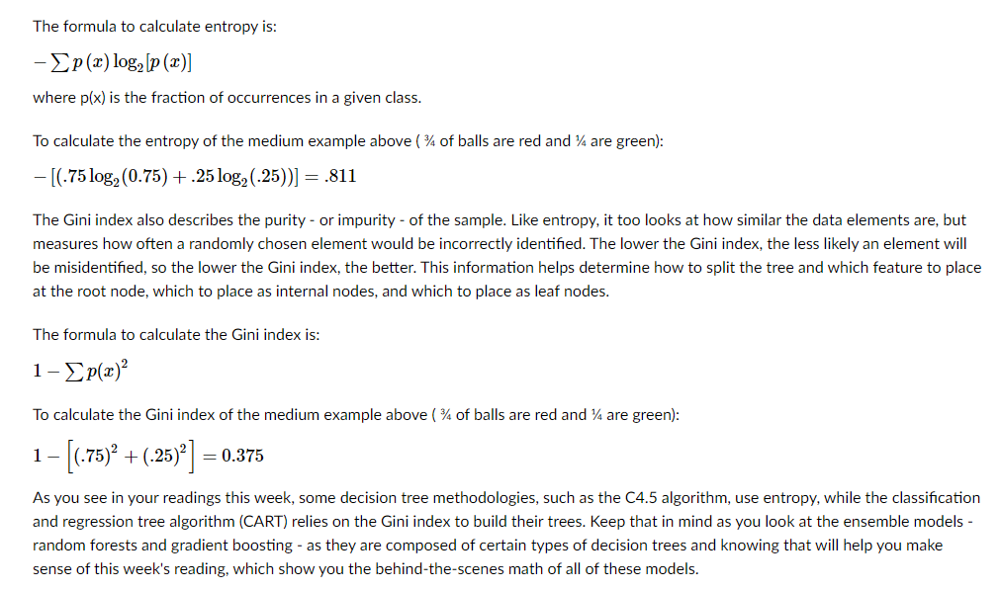 The formula to calculate entropy is:
− ∑ p (x) log₂[p (x)]
where p(x) is the fraction of occurrences in a given class.
To calculate the entropy of the medium example above ( ¾ of balls are red and ¼ are green):
− [(.75 log₂(0.75) + .25 log₂(.25))] = .811
The Gini index also describes the purity - or impurity - of the sample. Like entropy, it too looks at how similar the data elements are, but
measures how often a randomly chosen element would be incorrectly identified. The lower the Gini index, the less likely an element will
be misidentified, so the lower the Gini index, the better. This information helps determine how to split the tree and which feature to place
at the root node, which to place as internal nodes, and which to place as leaf nodes.
The formula to calculate the Gini index is:
1 − ∑ p(x)²
To calculate the Gini index of the medium example above ( ¾ of balls are red and ¼ are green):
1 − [(.75)² + (.25)²] = 0.375
As you see in your readings this week, some decision tree methodologies, such as the C4.5 algorithm, use entropy, while the classification
and regression tree algorithm (CART) relies on the Gini index to build their trees. Keep that in mind as you look at the ensemble models -
random forests and gradient boosting - as they are composed of certain types of decision trees and knowing that will help you make
sense of this week's reading, which show you the behind-the-scenes math of all of these models.